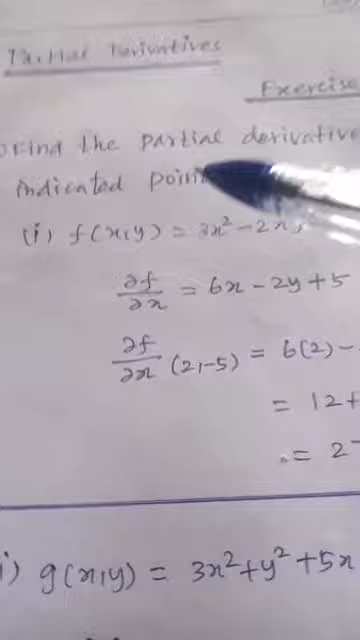 Partial Derivatives
Exercise
Find the partial derivative
indicated point
(i) f(x,y) = 3x² - 2x
∂f/∂x = 6x - 2y + 5
∂f/∂x (2,-5) = 6(2) -
= 12 +
= 2
i) g(x,y) = 3x² + y² + 5x